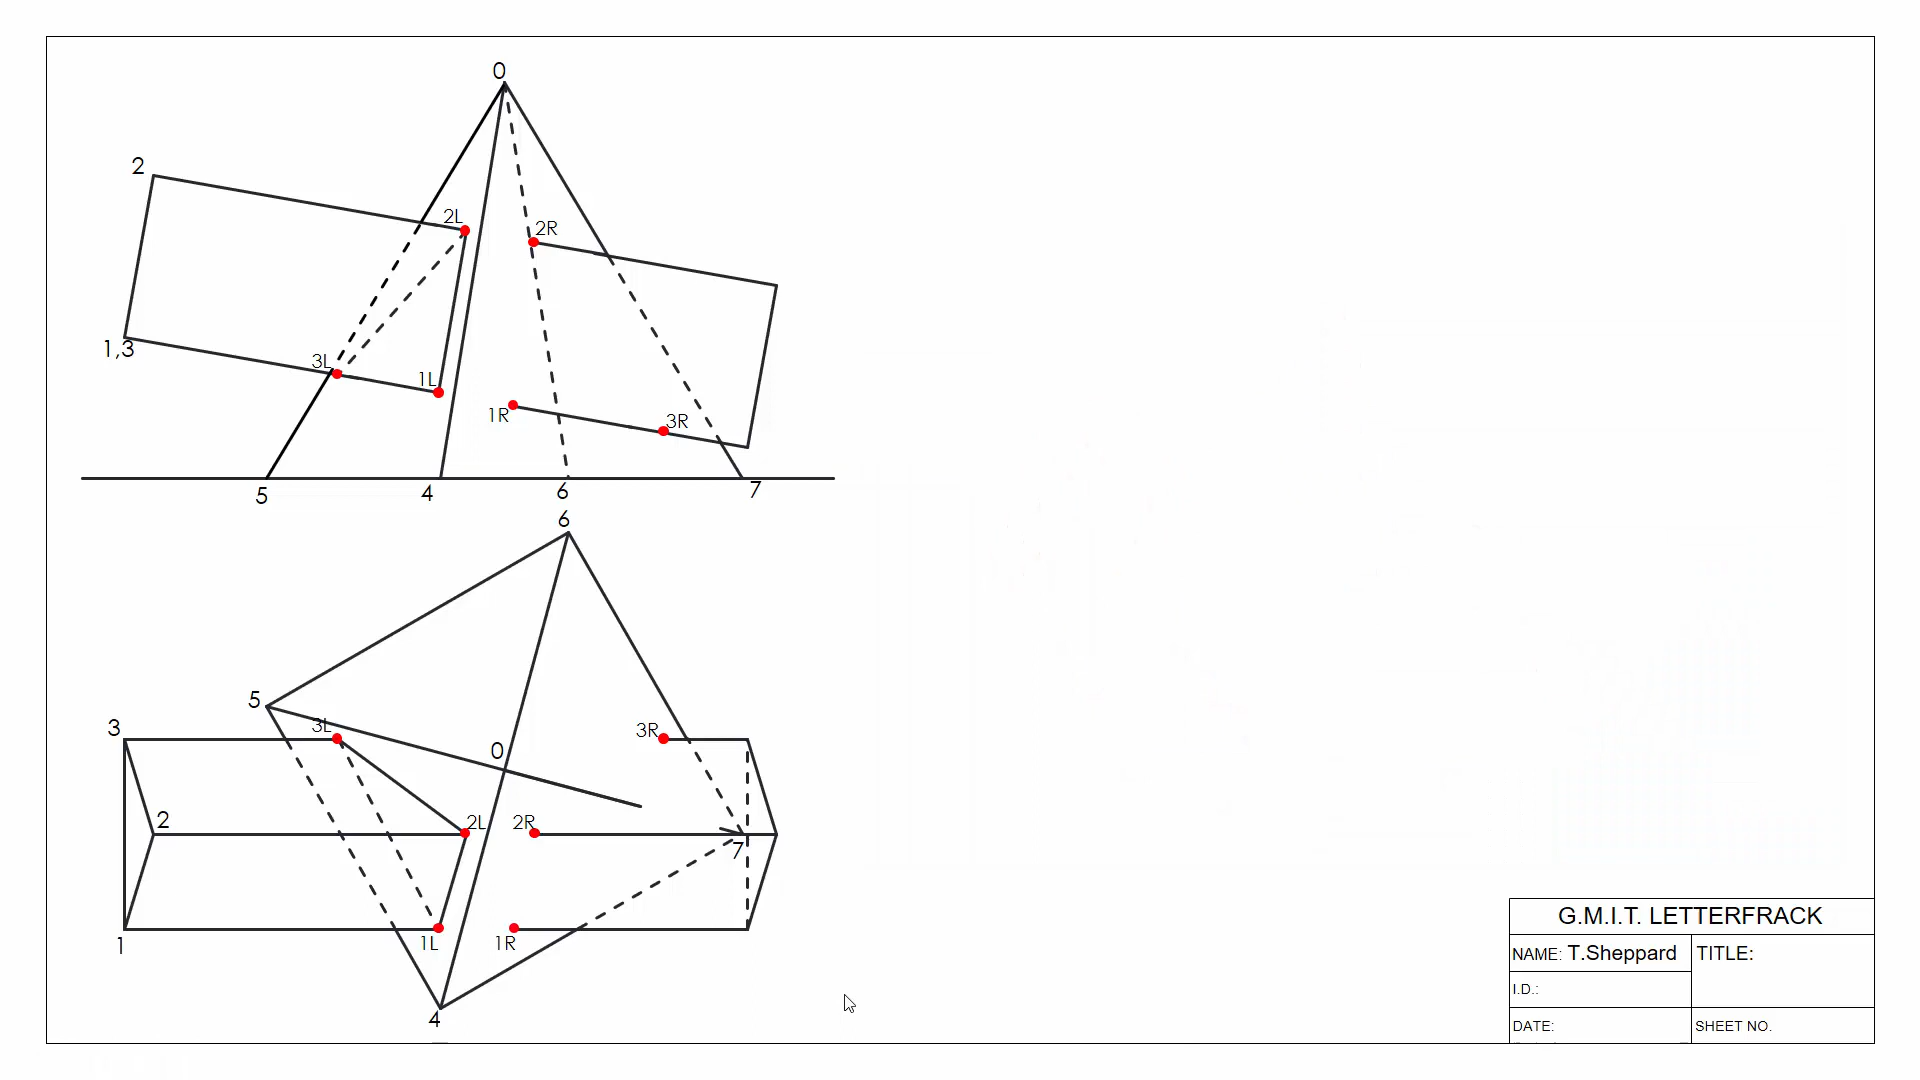 0
2
2L
2R
1,3
3L
1L
1R
3R
5
4
6
7
6
5
3
3L
3R
0
2
2L
2R
7
1
1L
1R
4
G.M.I.T. LETTERFRACK
NAME: T.Sheppard
TITLE:
I.D.:
DATE:
SHEET NO.